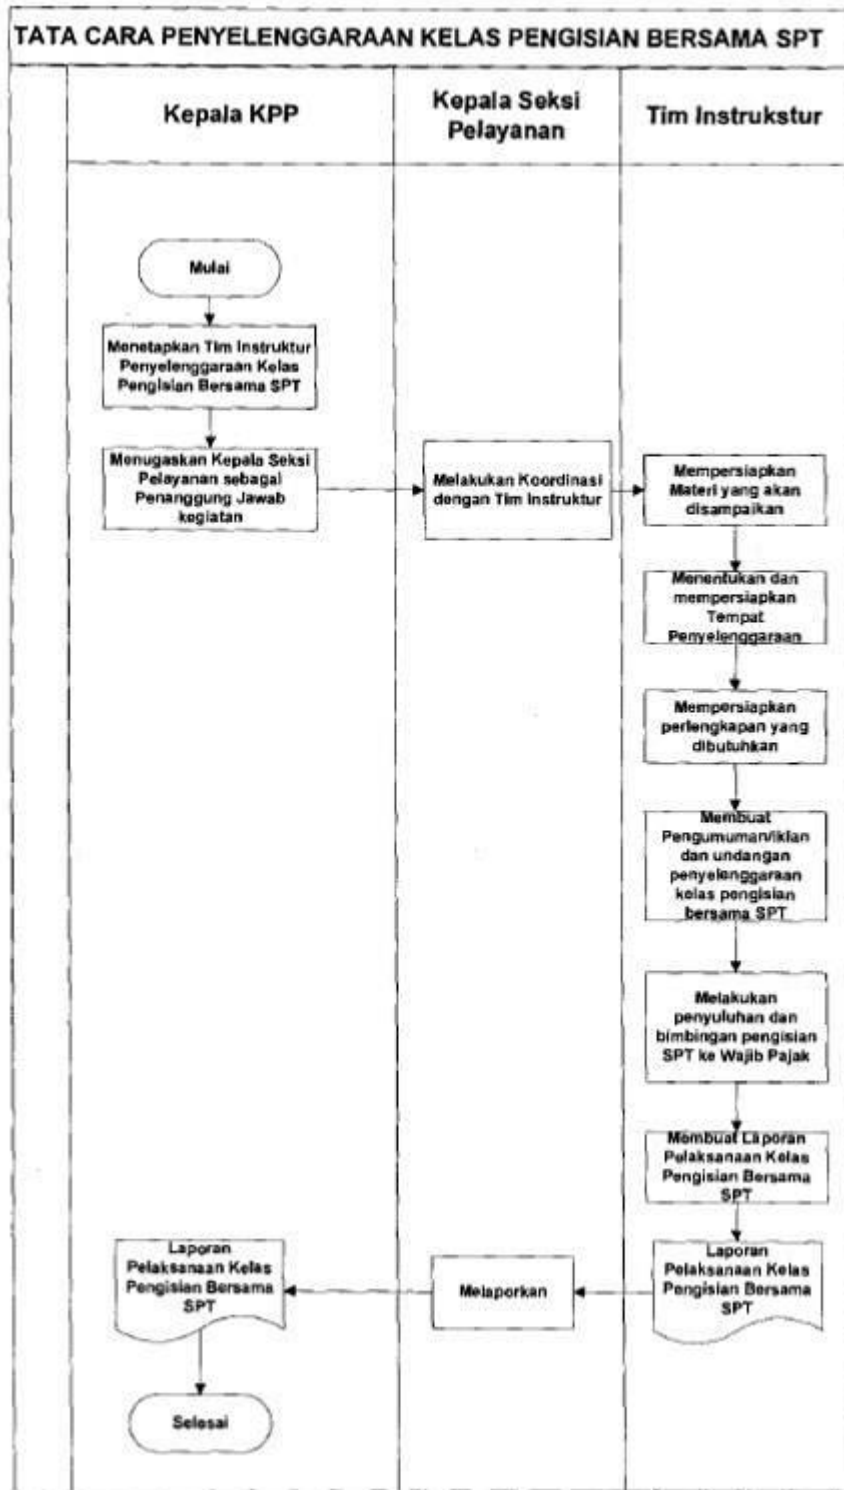 TATA CARA PENYELENGGARAAN KELAS PENGISIAN BERSAMA SPT
Kepala KPP
Kepala Seksi
Pelayanan
Tim Instrukstur
Mulai
Menetapkan Tim Instruktur
Penyelenggaraan Kelas
Pengisian Bersama SPT
Menugaskan Kepala Seksi
Pelayanan sebagai
Penanggung Jawab
kegiatan
Melakukan Koordinasi
dengan Tim Instruktur
Mempersiapkan
Materi yang akan
disampaikan
Menentukan dan
mempersiapkan
Tempat
Penyelenggaraan
Mempersiapkan
perlengkapan yang
dibutuhkan
Membuat
Pengumuman/iklan
dan undangan
penyelenggaraan
kelas pengisian
bersama SPT
Melakukan
penyuluhan dan
bimbingan pengisian
SPT ke Wajib Pajak
Membuat Laporan
Pelaksanaan Kelas
Pengisian Bersama
SPT
Laporan
Pelaksanaan Kelas
Pengisian Bersama
SPT
Melaporkan
Laporan
Pelaksanaan Kelas
Pengisian Bersama
SPT
Selesai